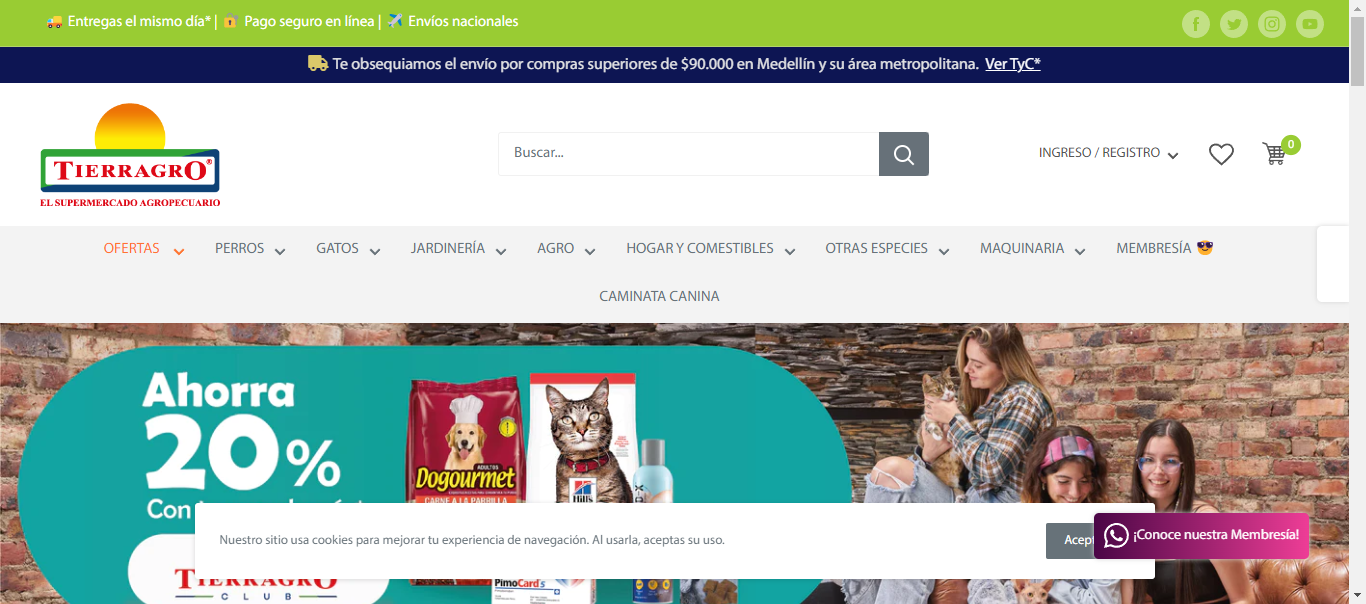 Entregas el mismo día* | Pago seguro en línea | Envíos nacionales
Te obsequiamos el envío por compras superiores de $90.000 en Medellín y su área metropolitana. Ver TyC*
TIERRAGRO®
EL SUPERMERCADO AGROPECUARIO
Buscar...
INGRESO / REGISTRO
0
OFERTAS PERROS GATOS JARDINERÍA AGRO HOGAR Y COMESTIBLES OTRAS ESPECIES MAQUINARIA MEMBRESÍA
CAMINATA CANINA
Ahorra
20%
Con
ADULTOS
Dogourmet
CARNE A LA PARRILLA
Hill's
Nuestro sitio usa cookies para mejorar tu experiencia de navegación. Al usarla, aceptas su uso.
Acep
¡Conoce nuestra Membresía!
TIERRAGRO
CLUB
PimoCard's